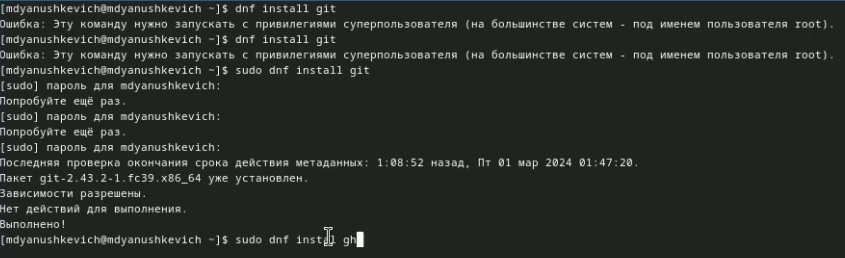 [mdyanushkevich@mdyanushkevich ~]$ dnf install git
Ошибка: Эту команду нужно запускать с привилегиями суперпользователя (на большинстве систем - под именем пользователя root).
[mdyanushkevich@mdyanushkevich ~]$ dnf install git
Ошибка: Эту команду нужно запускать с привилегиями суперпользователя (на большинстве систем - под именем пользователя root).
[mdyanushkevich@mdyanushkevich ~]$ sudo dnf install git
[sudo] пароль для mdyanushkevich:
Попробуйте ещё раз.
[sudo] пароль для mdyanushkevich:
Попробуйте ещё раз.
[sudo] пароль для mdyanushkevich:
Последняя проверка окончания срока действия метаданных: 1:08:52 назад, Пт 01 мар 2024 01:47:20.
Пакет git-2.43.2-1.fc39.x86_64 уже установлен.
Зависимости разрешены.
Нет действий для выполнения.
Выполнено!
[mdyanushkevich@mdyanushkevich ~]$ sudo dnf install gh